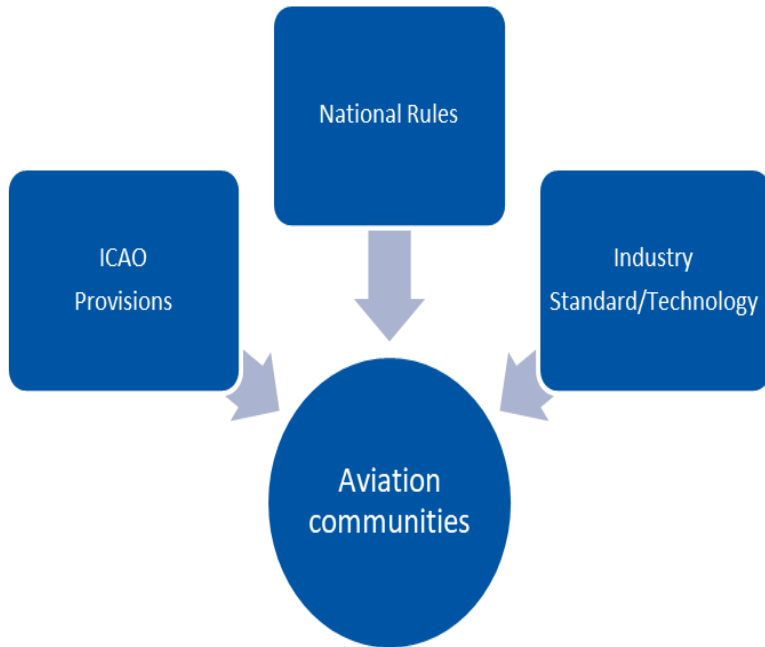 National Rules
ICAO
Provisions
Industry
Standard/Technology
Aviation
communities